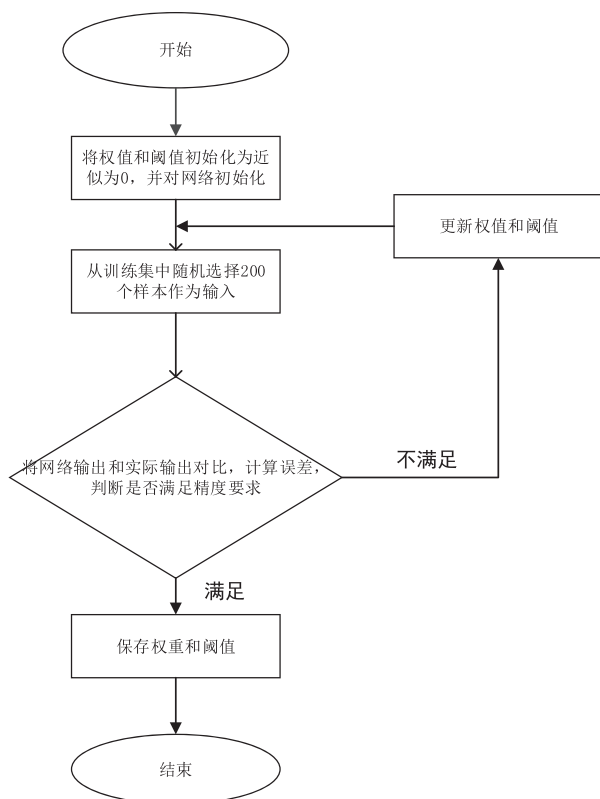 开始
将权值和阈值初始化为近
似为0，并对网络初始化
更新权值和阈值
从训练集中随机选择200
个样本作为输入
将网络输出和实际输出对比，计算误差，
判断是否满足精度要求
不满足
满足
保存权重和阈值
结束